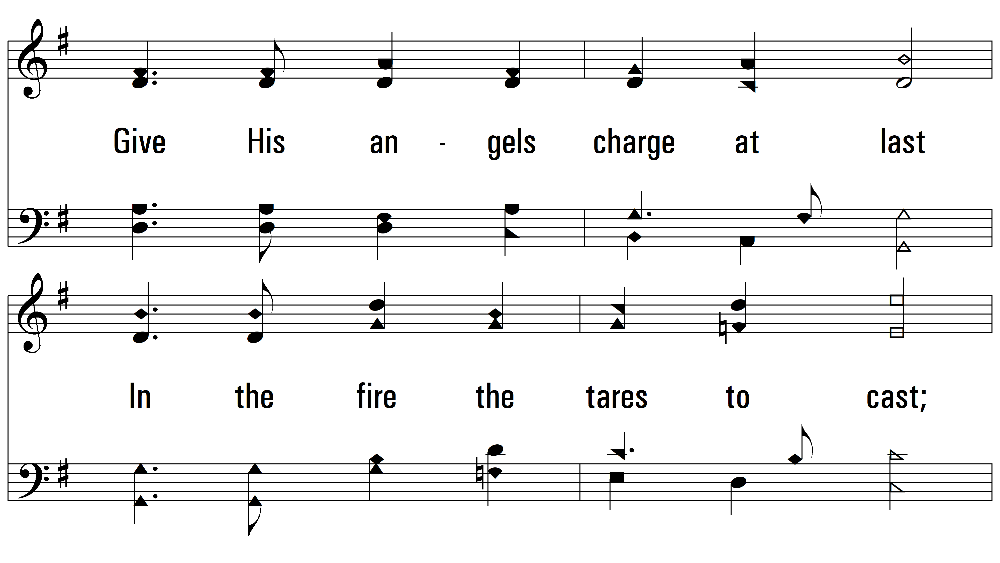 Give His an - gels charge at last
In the fire the tares to cast;